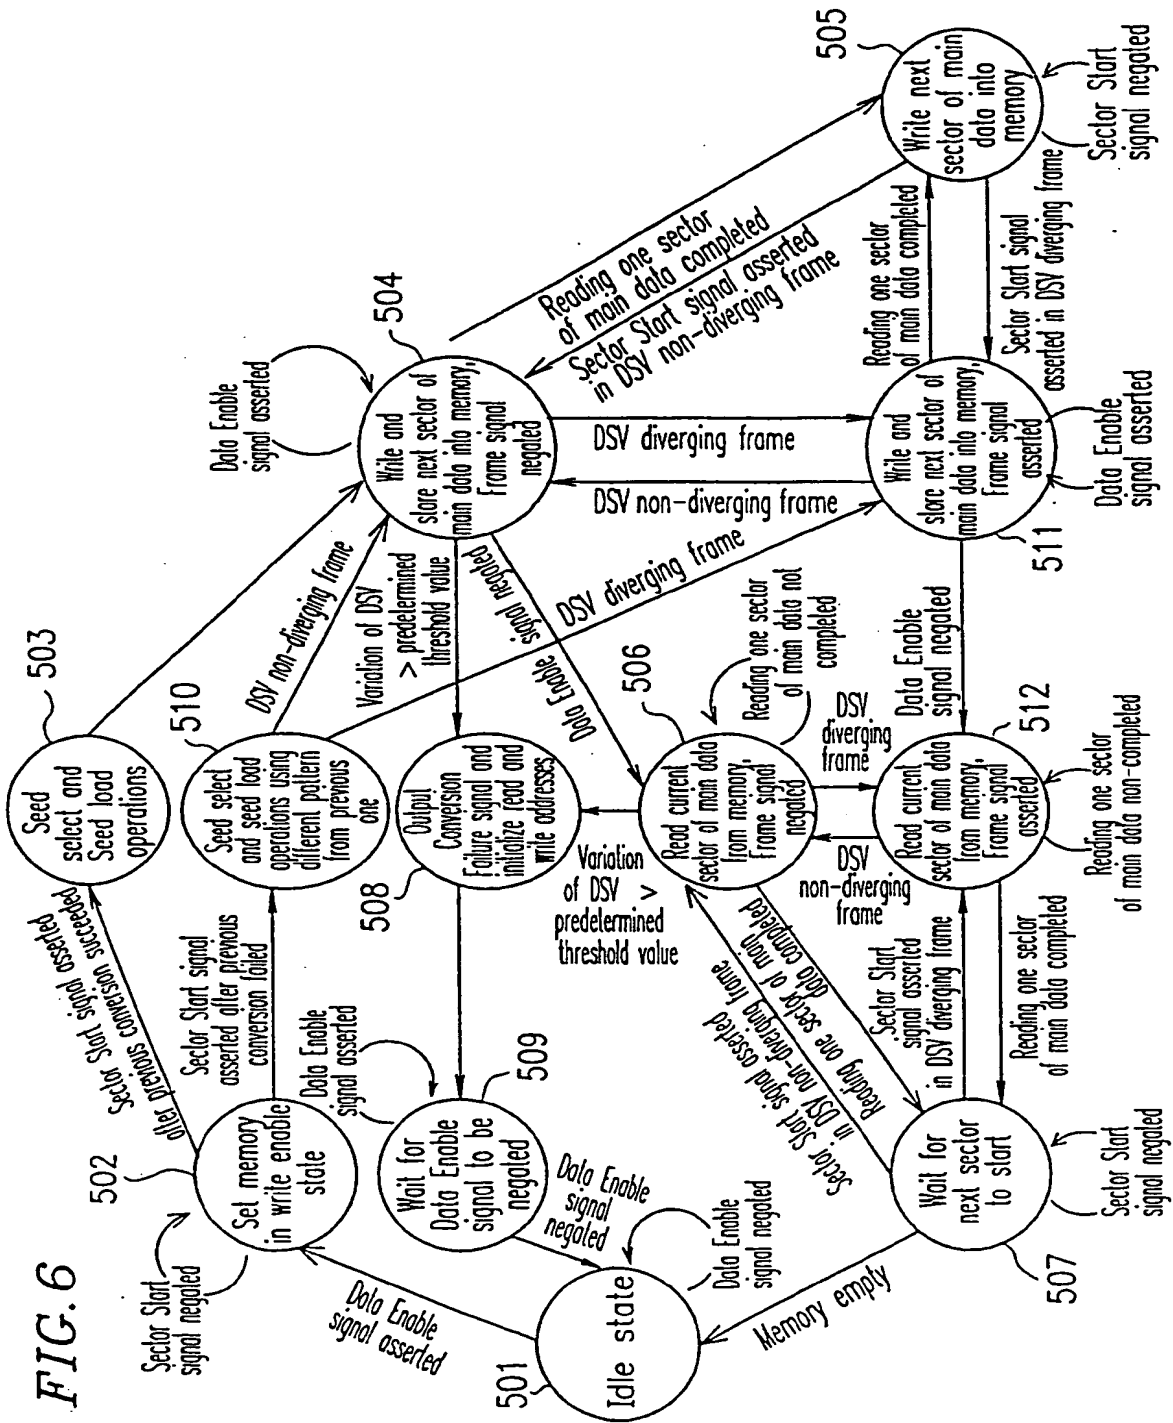 FIG. 6
501
Idle state
Data Enable
signal negated
Data Enable
signal asserted
502
Set memory
in write enable
state
Sector Start
signal negated
Sector Start signal asserted
after previous conversion succeeded
503
Seed
select and
Seed load
operations
Sector Start signal
asserted after previous
conversion failed
510
Seed select
and seed load
operations using
different pattern
from previous
one
DSV non-diverging frame
DSV diverging frame
504
Write and
store next sector of
main data into memory,
Frame signal
negated
Data Enable
signal asserted
Variation of DSV
> predetermined
threshold value
Data Enable signal negated
Reading one sector
of main data completed
Sector Start signal asserted
in DSV non-diverging frame
505
Write next
sector of main
data into
memory
Sector Start
signal negated
Reading one sector
of main data completed
Sector Start signal
asserted in DSV diverging frame
DSV diverging frame
DSV non-diverging frame
511
Write and
store next sector of
main data into memory,
Frame signal
asserted
Data Enable
signal asserted
Data Enable
signal negated
508
Output
Conversion
Failure signal and
initialize read and
write addresses
509
Wait for
Data Enable
signal to be
negated
Data Enable
signal asserted
Data Enable
signal
negated
506
Read current
sector of main data
from memory,
Frame signal
negated
Reading one sector
of main data not
completed
Variation
of DSV >
predetermined
threshold value
DSV
diverging
frame
DSV
non-diverging
frame
512
Read current
sector of main data
from memory,
Frame signal
asserted
Reading one sector
of main data non-completed
Sector Start signal asserted
in DSV non-diverging frame
Reading one sector of main
data completed
Sector Start
signal asserted
in DSV diverging frame
Reading one sector
of main data completed
507
Wait for
next sector
to start
Sector Start
signal negated
Memory empty